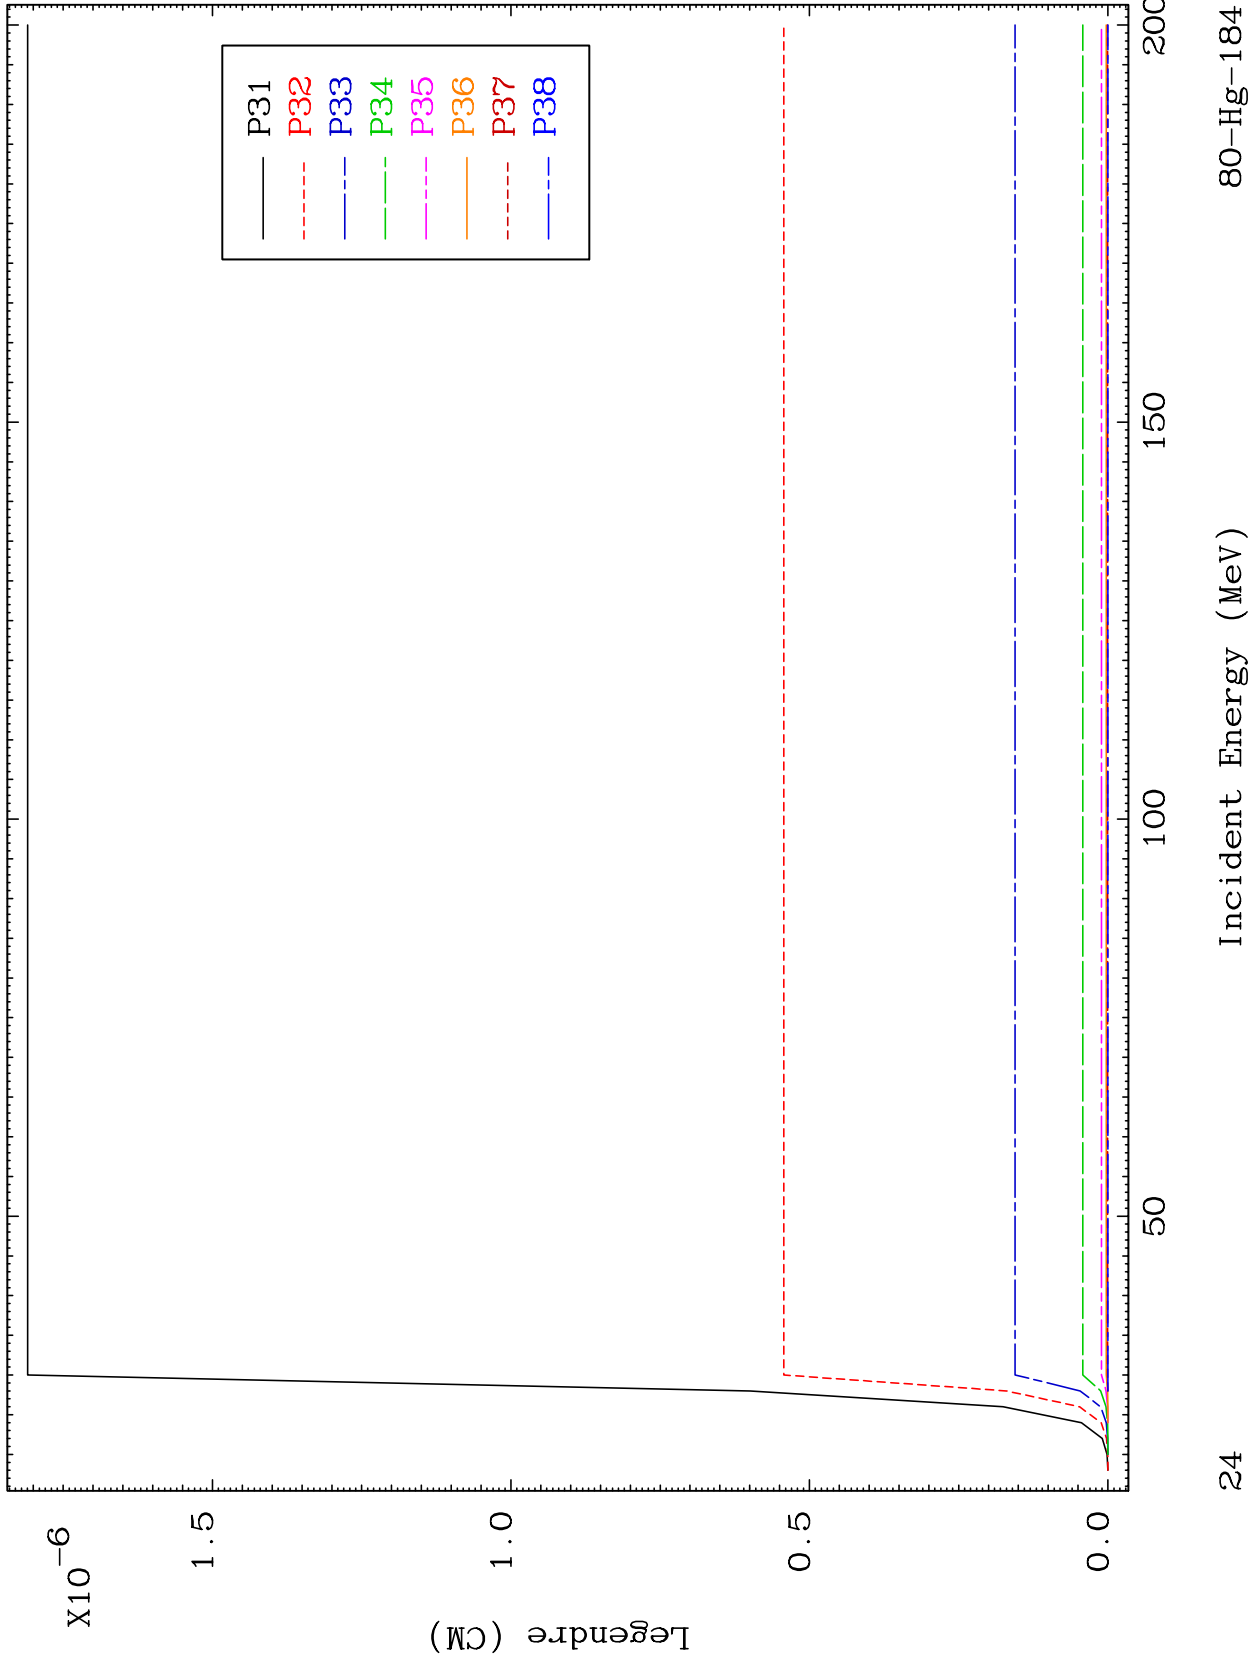 X10-6
1.5
1.0
0.5
0.0
Legendre (CM)
P31
P32
P33
P34
P35
P36
P37
P38
50
100
150
200
Incident Energy (MeV)
24
80-Hg-184